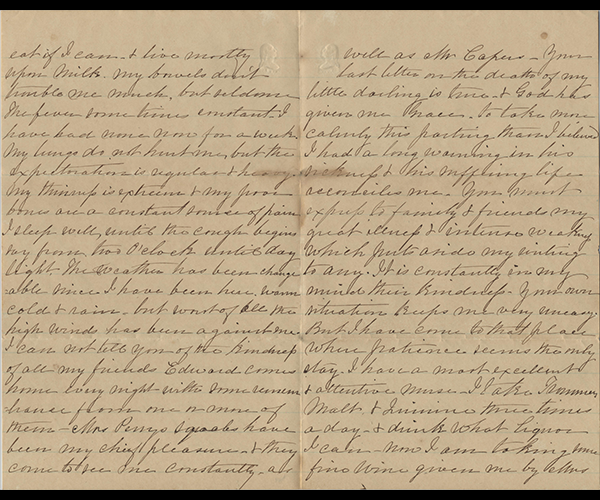 eat if I can - & live mostly
upon Milk. My bowels don't
trouble me much, but seldom
the fever some times constant. I
have had none now for a week
My lungs do not hurt me, but the
Expectoration is regular & heavy.
My thinness is extreme & my poor
bones are a constant source of pain
I sleep well, until the cough begins
say from two O'clock until day
light. The Weather has been change
able since I have been here, warm
cold & rain - but worst of all the
high wind has been against me.
I can not tell you of the kindness
of all my friends Edward comes
home every night with some remem
brance from one or more of
them - Mrs Perrys have
been my chief pleasure - & they
come to see me constantly - as
well as Mr Capers - Your
last letter on the death of my
little darling is true - & God has
given me Grace - to take more
calmly this parting than I believed
I had a long warning in his
sickness & his suffering life
reconciles me - You must
express to family & friends my
great illness & intense weakness
which puts aside my writing
to any. It is constantly in my
mind their kindness - Your own
situation keeps me very uneasy.
But I have come to that place
where patience seems the only
stay. I have a most excellent
& attentive nurse - I take
Malt - & Quinine three times
a day - & drink what liquor
I can - now I am taking some
fine Wine given me by Mrs